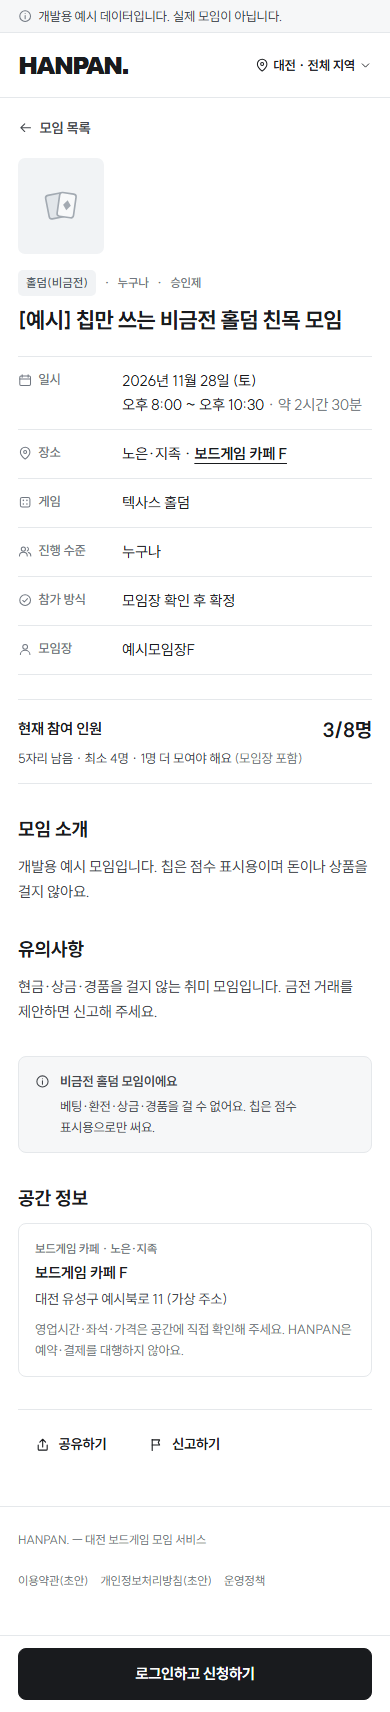 개발용 예시 데이터입니다. 실제 모임이 아닙니다.
HANPAN.
대전 · 전체 지역
모임 목록
홀덤(비금전) · 누구나 · 승인제
[예시] 칩만 쓰는 비금전 홀덤 친목 모임
일시
2026년 11월 28일 (토)
오후 8:00 ~ 오후 10:30 · 약 2시간 30분
장소
노은·지족 · 보드게임 카페 F
게임
텍사스 홀덤
진행 수준
누구나
참가 방식
모임장 확인 후 확정
모임장
예시모임장F
현재 참여 인원
3/8명
5자리 남음 · 최소 4명 · 1명 더 모여야 해요 (모임장 포함)
모임 소개
개발용 예시 모임입니다. 칩은 점수 표시용이며 돈이나 상품을
걸지 않아요.
유의사항
현금·상금·경품을 걸지 않는 취미 모임입니다. 금전 거래를
제안하면 신고해 주세요.
비금전 홀덤 모임이에요
베팅·환전·상금·경품을 걸 수 없어요. 칩은 점수
표시용으로만 써요.
공간 정보
보드게임 카페 · 노은·지족
보드게임 카페 F
대전 유성구 예시북로 11 (가상 주소)
영업시간·좌석·가격은 공간에 직접 확인해 주세요. HANPAN은
예약·결제를 대행하지 않아요.
공유하기
신고하기
HANPAN. — 대전 보드게임 모임 서비스
이용약관(초안) 개인정보처리방침(초안) 운영정책
로그인하고 신청하기